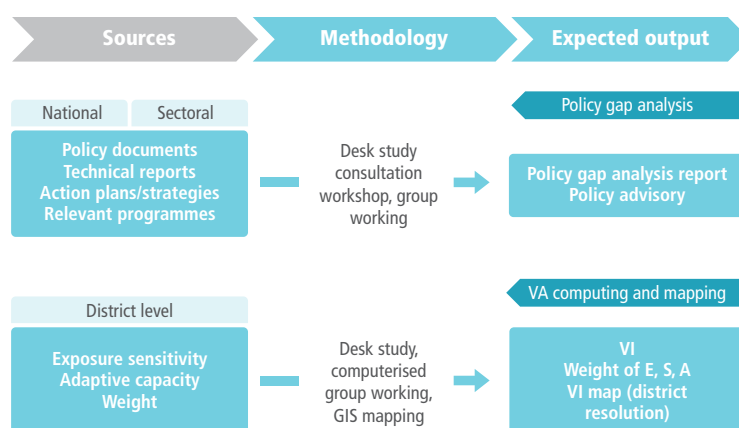 Sources
Methodology
Expected output
Policy gap analysis
National
Sectoral
Policy documents
Technical reports
Action plans/strategies
Relevant programmes
Desk study
consultation
workshop, group
working
Policy gap analysis report
Policy advisory
VA computing and mapping
District level
Exposure sensitivity
Adaptive capacity
Weight
Desk study,
computerised
group working,
GIS mapping
VI
Weight of E, S, A
VI map (district
resolution)